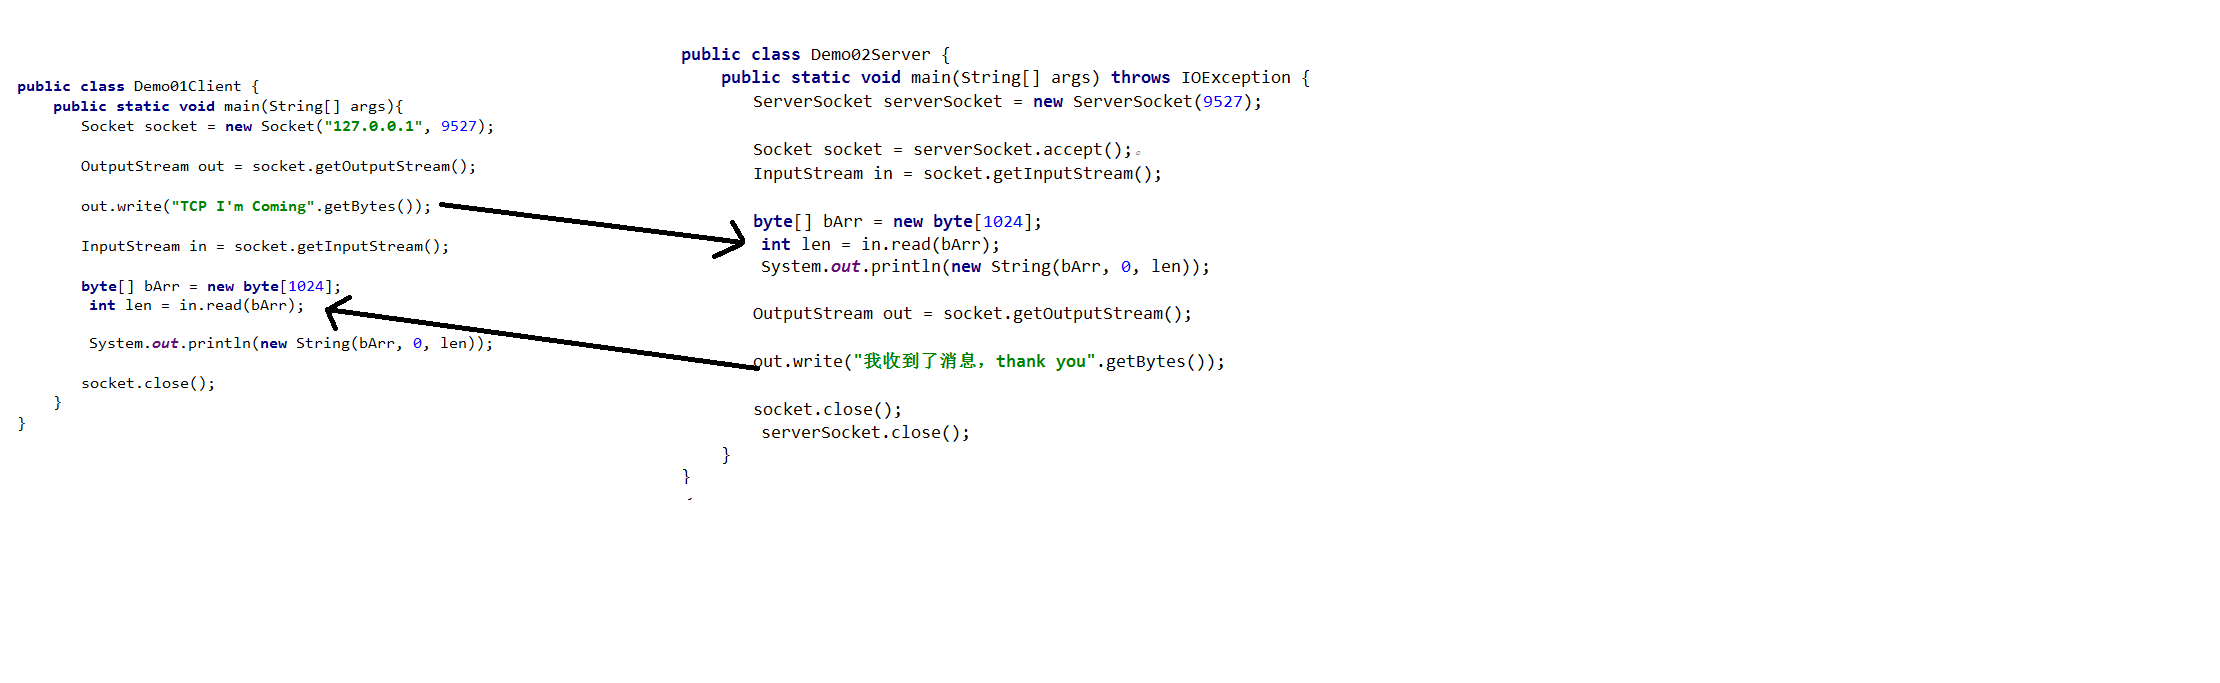 public class Demo01Client {
public static void main(String[] args){
Socket socket = new Socket("127.0.0.1", 9527);
OutputStream out = socket.getOutputStream();
out.write("TCP I'm Coming".getBytes());
InputStream in = socket.getInputStream();
byte[] bArr = new byte[1024];
int len = in.read(bArr);
System.out.println(new String(bArr, 0, len));
socket.close();
}
}
public class Demo02Server {
public static void main(String[] args) throws IOException {
ServerSocket serverSocket = new ServerSocket(9527);
Socket socket = serverSocket.accept();。
InputStream in = socket.getInputStream();
byte[] bArr = new byte[1024];
int len = in.read(bArr);
System.out.println(new String(bArr, 0, len));
OutputStream out = socket.getOutputStream();
out.write("我收到了消息，thank you".getBytes());
socket.close();
serverSocket.close();
}
}